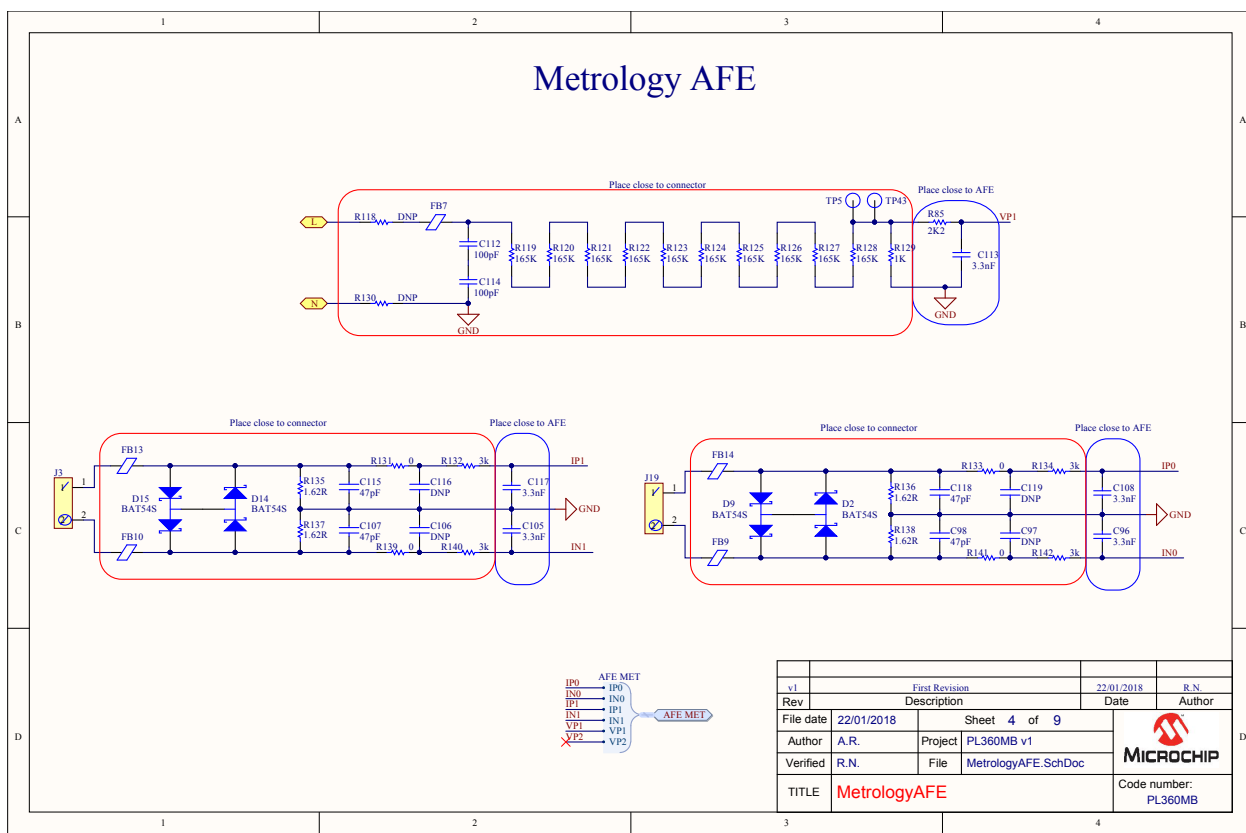 1 2 3 4
Metrology AFE
A A
Place close to connector
Place close to AFE
L R118 DNP FB7 TP5 TP43 R85 VP1
2K2
C112
100pF
R119 R120 R121 R122 R123 R124 R125 R126 R127 R128 R129
165K 165K 165K 165K 165K 165K 165K 165K 165K 165K 1K
C113
3.3nF
C114
100pF
N R130 DNP
GND
GND
B B
Place close to connector Place close to AFE
FB13
R131 0 R132 3k IP1
J3
1
2
D15
BAT54S
D14
BAT54S
R135
1.62R
C115
47pF
C116
DNP
C117
3.3nF
GND
R137
1.62R
C107
47pF
C106
DNP
C105
3.3nF
FB10
R139 0 R140 3k IN1
Place close to connector Place close to AFE
FB14
R133 0 R134 3k IP0
J19
1
2
D9
BAT54S
D2
BAT54S
R136
1.62R
C118
47pF
C119
DNP
C108
3.3nF
GND
R138
1.62R
C98
47pF
C97
DNP
C96
3.3nF
FB9
R141 0 R142 3k IN0
C C
AFE MET
IP0 IP0
IN0 IN0
IP1 IP1
IN1 IN1
VP1 VP1
VP2 VP2
AFE MET
v1 First Revision 22/01/2018 R.N.
Rev Description Date Author
File date 22/01/2018 Sheet 4 of 9
Author A.R. Project PL360MB v1
Verified R.N. File MetrologyAFE.SchDoc
TITLE MetrologyAFE
MICROCHIP
Code number:
PL360MB
D D
1 2 3 4